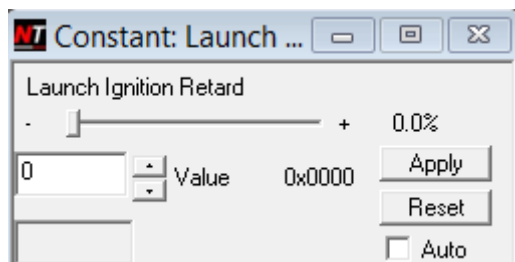 NT Constant: Launch ...
Launch Ignition Retard
- + 0.0%
0 Value 0x0000 Apply
Reset
Auto